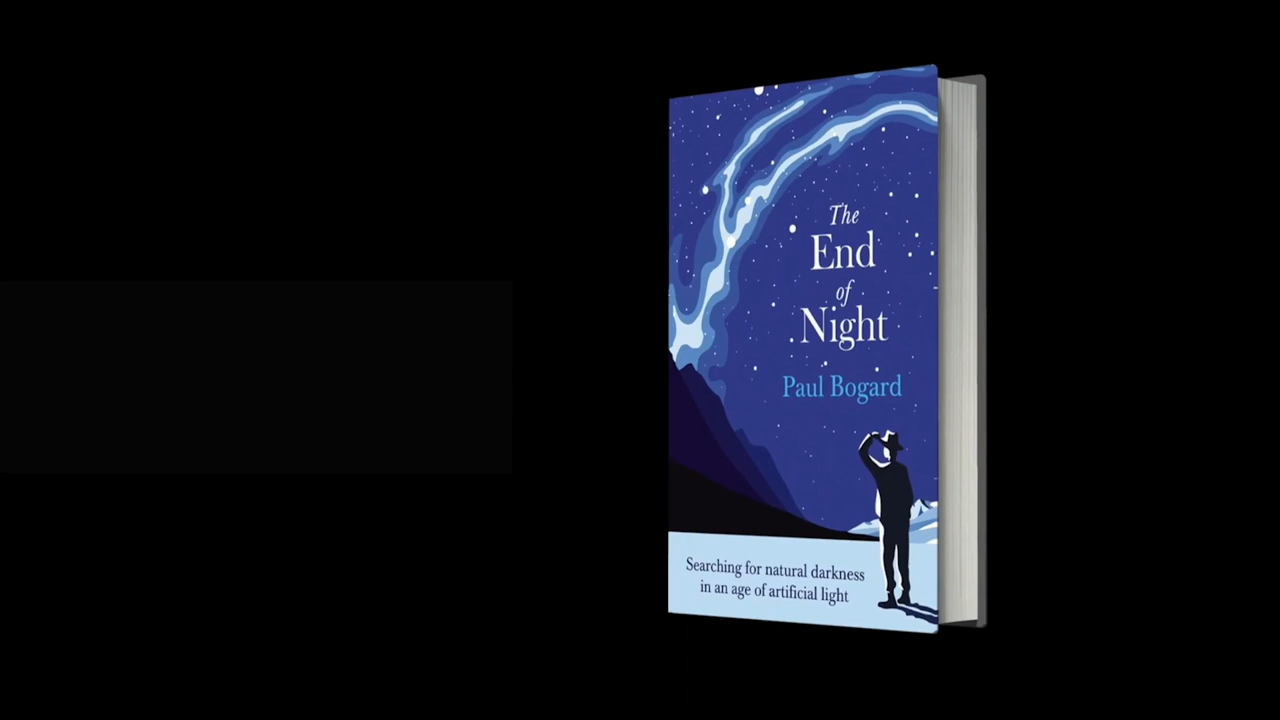 The
End
of
Night
Paul Bogard
Searching for natural darkness
in an age of artificial light